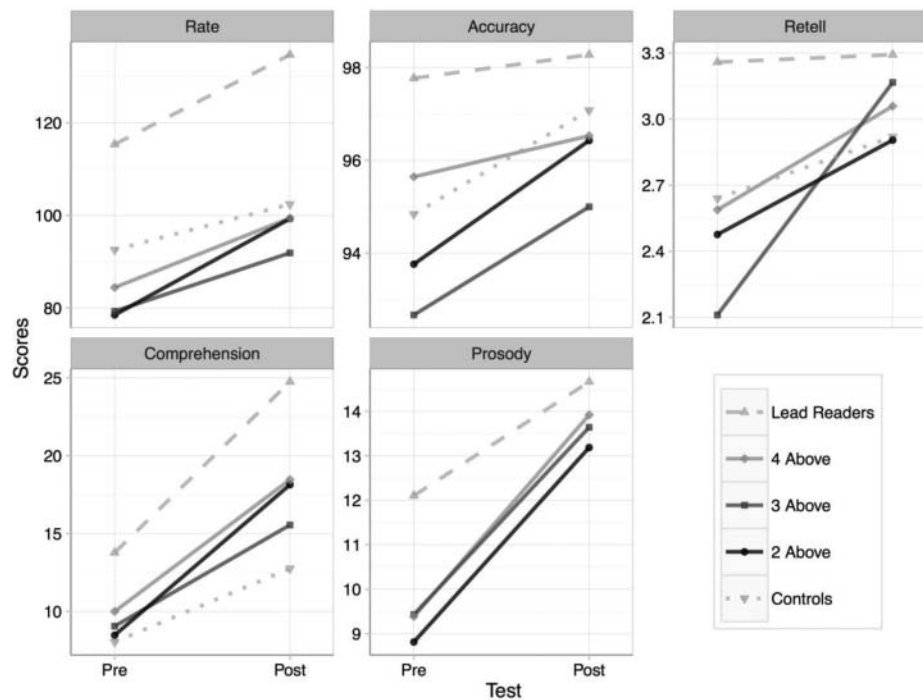 Rate
Accuracy
Retell
120
100
80
98
96
94
3.3
3.0
2.7
2.4
2.1
Scores
Comprehension
Prosody
25
20
15
10
14
13
12
11
10
9
Lead Readers
4 Above
3 Above
2 Above
Controls
Pre
Post
Pre
Post
Test